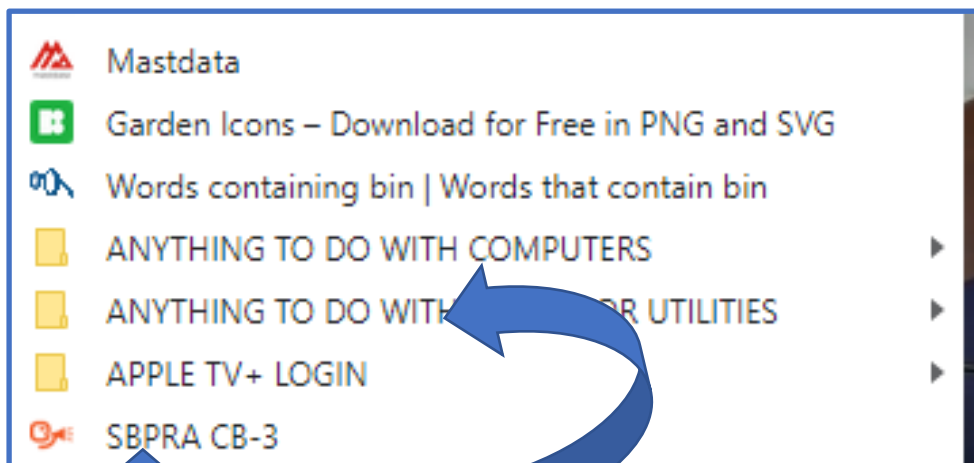 Mastdata
Garden Icons – Download for Free in PNG and SVG
Words containing bin | Words that contain bin
ANYTHING TO DO WITH COMPUTERS
ANYTHING TO DO WITH OR UTILITIES
APPLE TV+ LOGIN
SBPRA CB-3